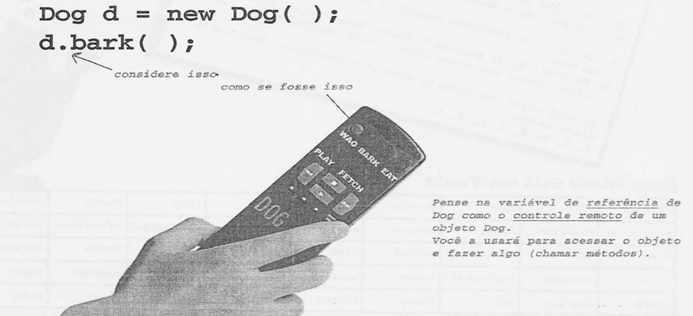 Dog d = new Dog( );
d.bark( );
considere isso
como se fosse isso
WAG BARK EAT
PLAY FETCH
DOG
Pense na variável de referência de
Dog como o controle remoto de um
objeto Dog.
Você a usará para acessar o objeto
e fazer algo (chamar métodos).